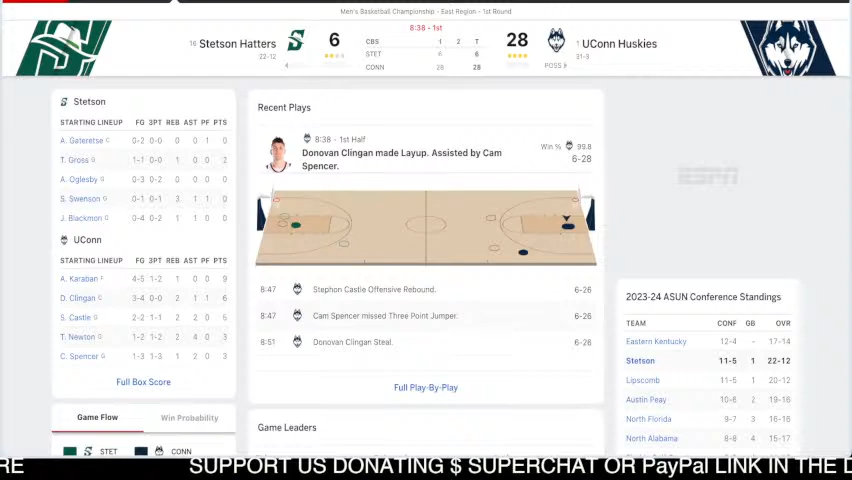 Men's Basketball Championship - East Region - 1st Round
16 Stetson Hatters
22-12
6
8:38 - 1st
CBS 1 2 T
STET 6 6
CONN 28 28
28
POSS
1 UConn Huskies
31-3
Stetson
STARTING LINEUP FG 3PT REB AST PF PTS
A. Gateretse C 0-2 0-0 0 0 1 0
T. Gross G 1-1 0-0 1 0 0 2
A. Oglesby G 0-3 0-2 0 0 0 0
S. Swenson G 0-1 0-1 3 1 1 0
J. Blackmon G 0-4 0-2 1 1 0 0
UConn
STARTING LINEUP FG 3PT REB AST PF PTS
A. Karaban F 4-5 1-2 1 0 0 9
D. Clingan C 3-4 0-0 2 1 1 6
S. Castle G 2-2 1-1 2 2 0 5
T. Newton G 1-2 1-2 2 4 0 3
C. Spencer G 1-3 1-3 1 2 0 3
Full Box Score
Game Flow Win Probability
STET CONN
Recent Plays
8:38 - 1st Half
Donovan Clingan made Layup. Assisted by Cam
Spencer.
Win % 99.8
6-28
8:47 Stephon Castle Offensive Rebound. 6-26
8:47 Cam Spencer missed Three Point Jumper. 6-26
8:51 Donovan Clingan Steal. 6-26
Full Play-By-Play
Game Leaders
ESPN
2023-24 ASUN Conference Standings
TEAM CONF GB OVR
Eastern Kentucky 12-4 - 17-14
Stetson 11-5 1 22-12
Lipscomb 11-5 1 20-12
Austin Peay 10-6 2 19-16
North Florida 9-7 3 16-16
North Alabama 8-8 4 15-17
RE SUPPORT US DONATING $ SUPERCHAT OR PayPal LINK IN THE D